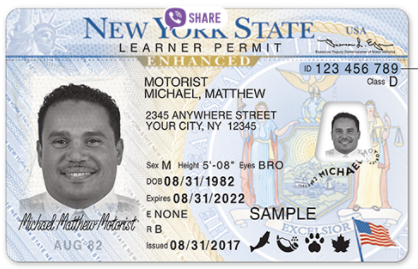 SHARE
NEW YORK STATE
USA
LEARNER PERMIT
ENHANCED
ID 123 456 789
MOTORIST
Class D
MICHAEL, MATTHEW
2345 ANYWHERE STREET
YOUR CITY, NY 12345
MICHAEL
Sex M Height 5'-08" Eyes BRO
DOB 08/31/1982
Expires 08/31/2022
E NONE
SAMPLE
R B
EXCELSIOR
Michael Matthew Motorist
AUG 82
Issued 08/31/2017